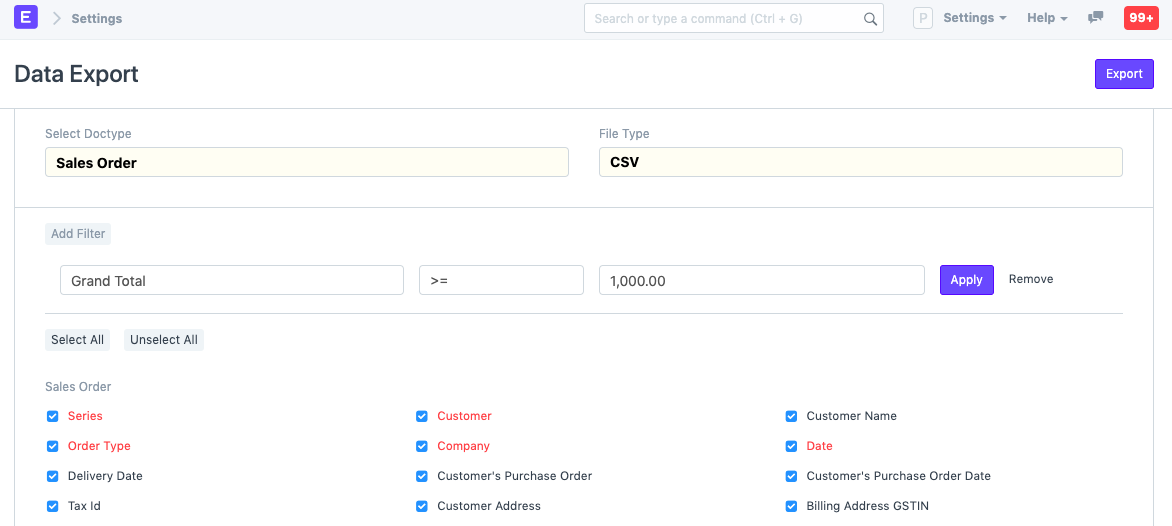 E Settings Search or type a command (Ctrl + G) P Settings Help 99+
Data Export Export
Select Doctype File Type
Sales Order CSV
Add Filter
Grand Total >= 1,000.00 Apply Remove
Select All Unselect All
Sales Order
Series Customer Customer Name
Order Type Company Date
Delivery Date Customer's Purchase Order Customer's Purchase Order Date
Tax Id Customer Address Billing Address GSTIN